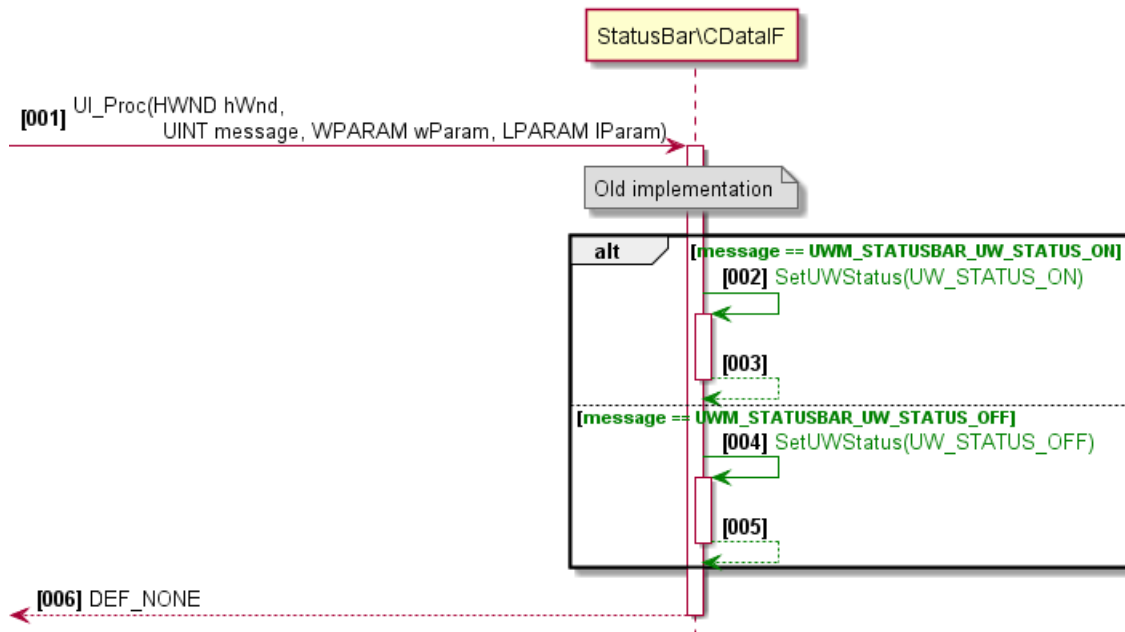 StatusBar\CDataIF
[001] UI_Proc(HWND hWnd,
UINT message, WPARAM wParam, LPARAM lParam)
Old implementation
alt [message == UWM_STATUSBAR_UW_STATUS_ON]
[002] SetUWStatus(UW_STATUS_ON)
[003]
[message == UWM_STATUSBAR_UW_STATUS_OFF]
[004] SetUWStatus(UW_STATUS_OFF)
[005]
[006] DEF_NONE